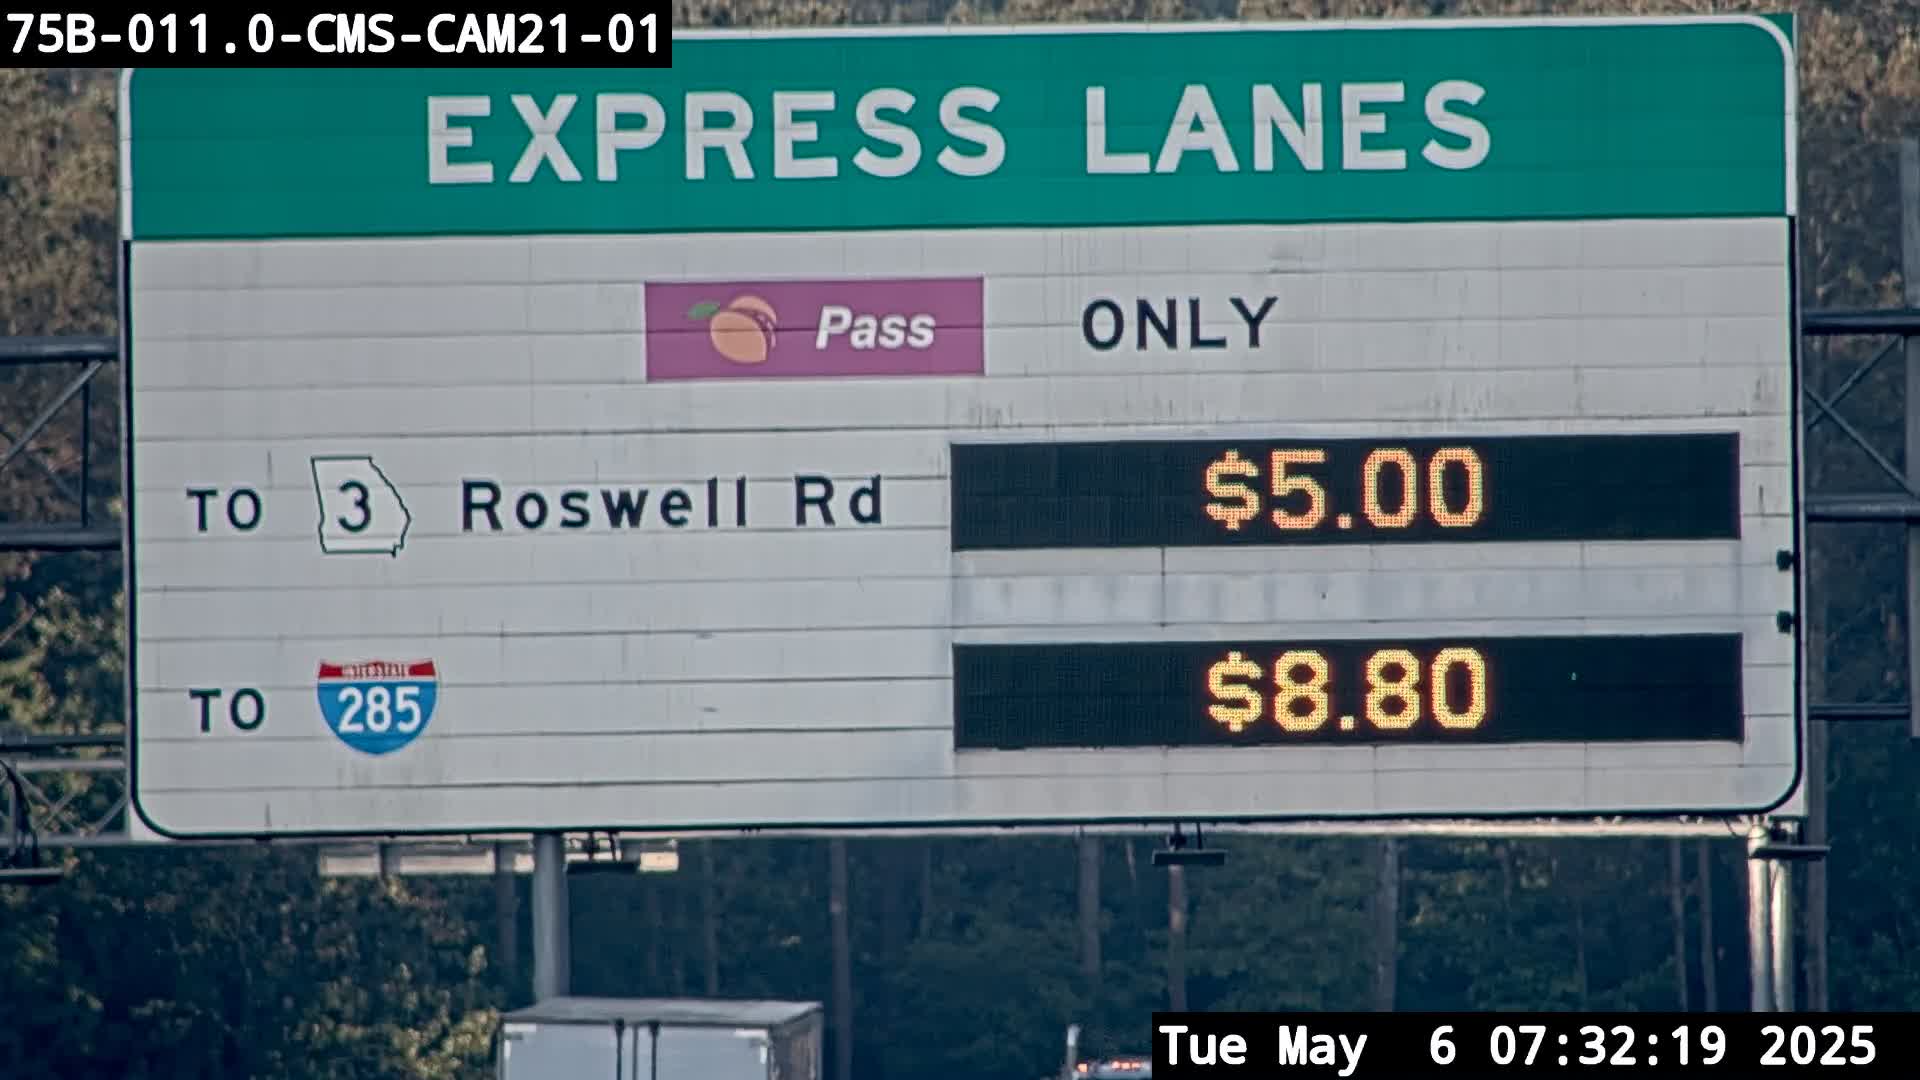 75B-011.0-CMS-CAM21-01
EXPRESS LANES
Pass ONLY
TO 3 Roswell Rd $5.00
INTERSTATE
TO 285 $8.80
Tue May 6 07:32:19 2025